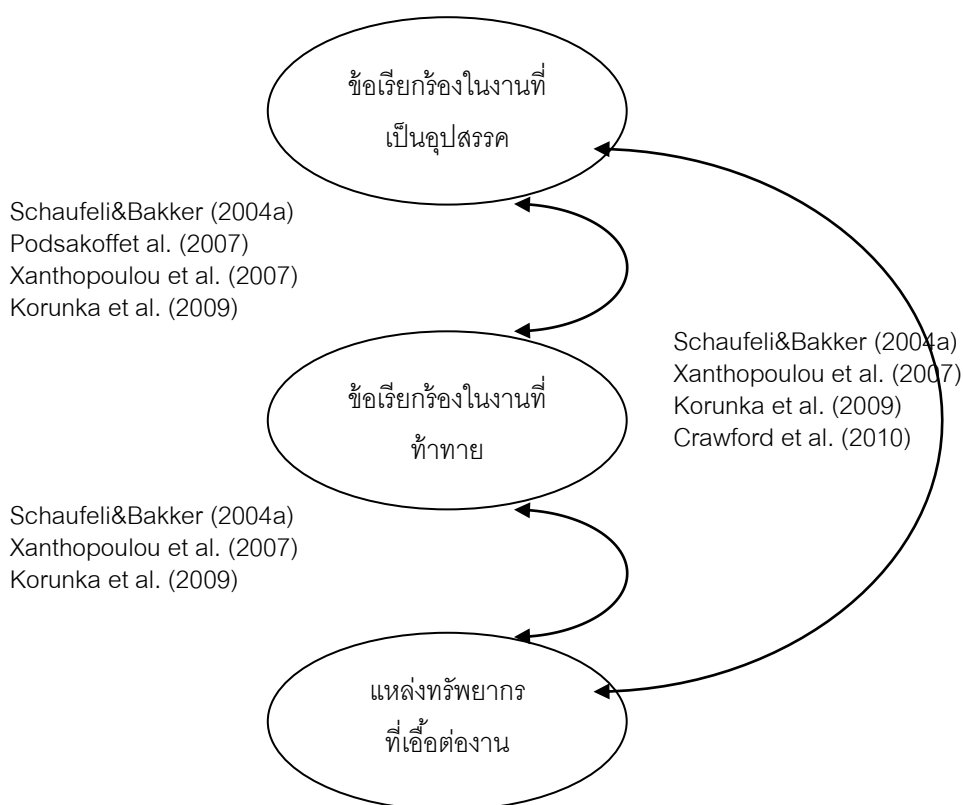 ข้อเรียกร้องในงานที่
เป็นอุปสรรค
Schaufeli&Bakker (2004a)
Podsakoffet al. (2007)
Xanthopoulou et al. (2007)
Korunka et al. (2009)
Schaufeli&Bakker (2004a)
Xanthopoulou et al. (2007)
Korunka et al. (2009)
Crawford et al. (2010)
ข้อเรียกร้องในงานที่
ท้าทาย
Schaufeli&Bakker (2004a)
Xanthopoulou et al. (2007)
Korunka et al. (2009)
แหล่งทรัพยากร
ที่เอื้อต่องาน